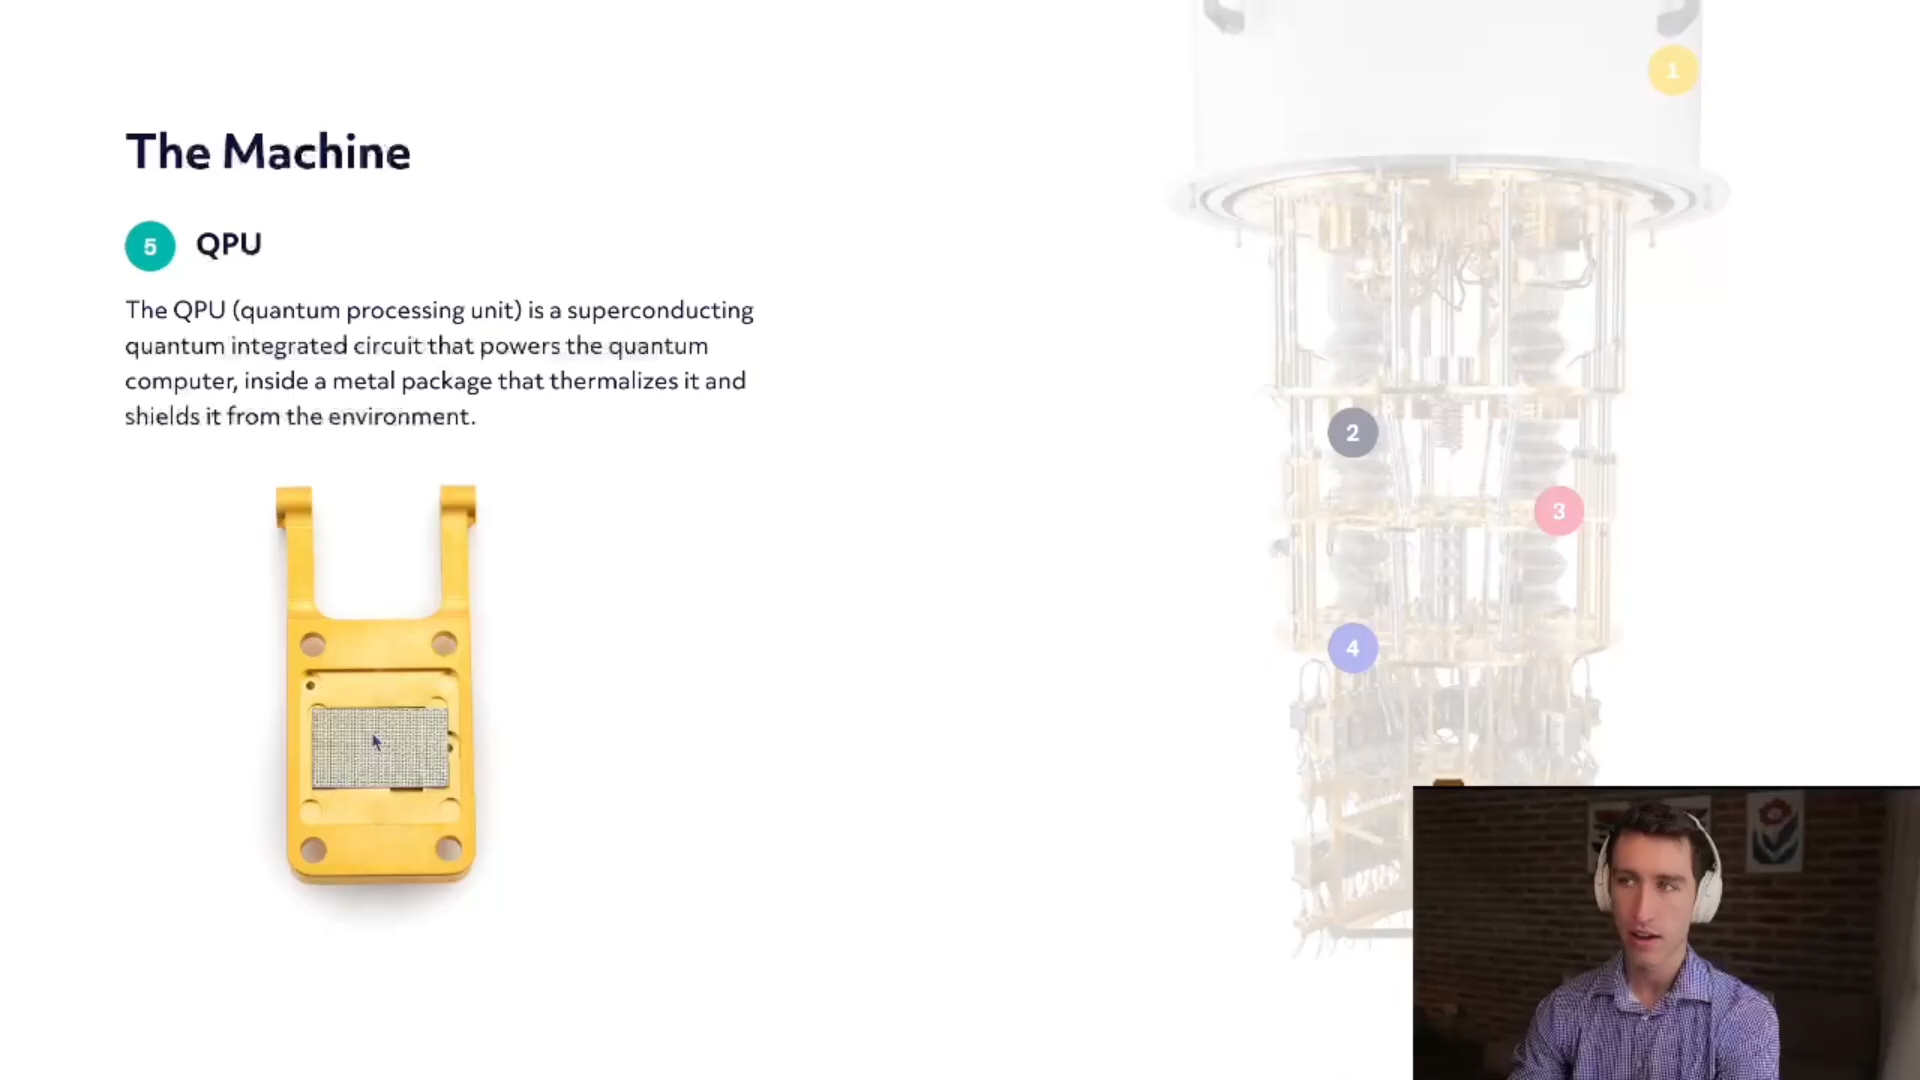 The Machine
5 QPU
The QPU (quantum processing unit) is a superconducting
quantum integrated circuit that powers the quantum
computer, inside a metal package that thermalizes it and
shields it from the environment.
1
2
3
4